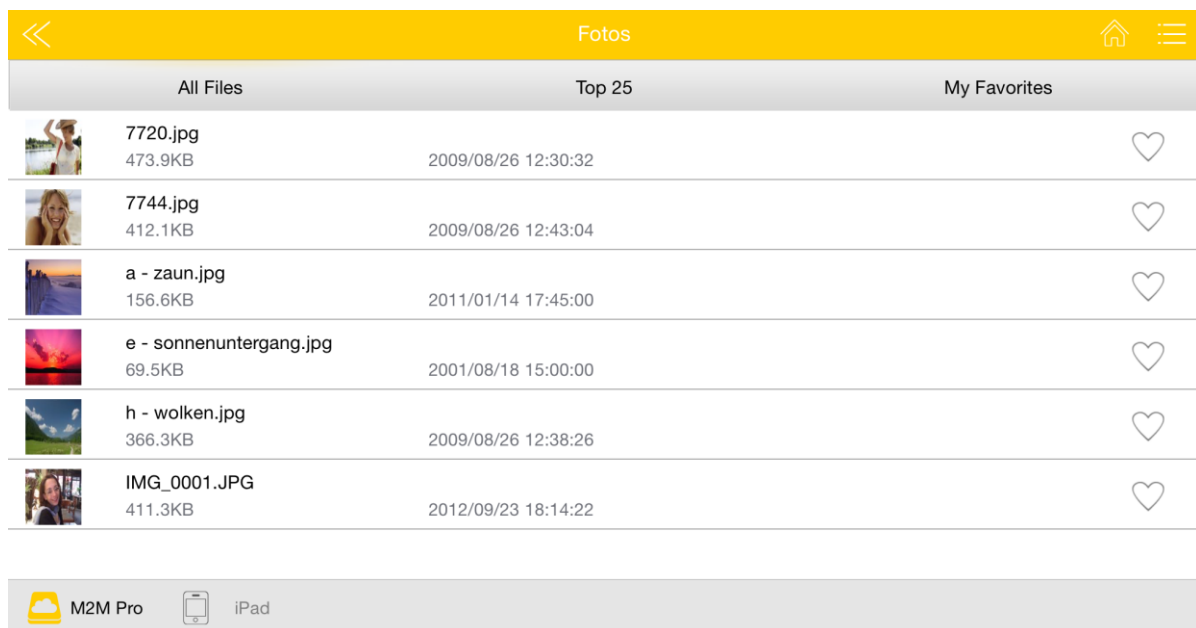 Fotos
All Files Top 25 My Favorites
7720.jpg
473.9KB 2009/08/26 12:30:32
7744.jpg
412.1KB 2009/08/26 12:43:04
a - zaun.jpg
156.6KB 2011/01/14 17:45:00
e - sonnenuntergang.jpg
69.5KB 2001/08/18 15:00:00
h - wolken.jpg
366.3KB 2009/08/26 12:38:26
IMG_0001.JPG
411.3KB 2012/09/23 18:14:22
M2M Pro iPad